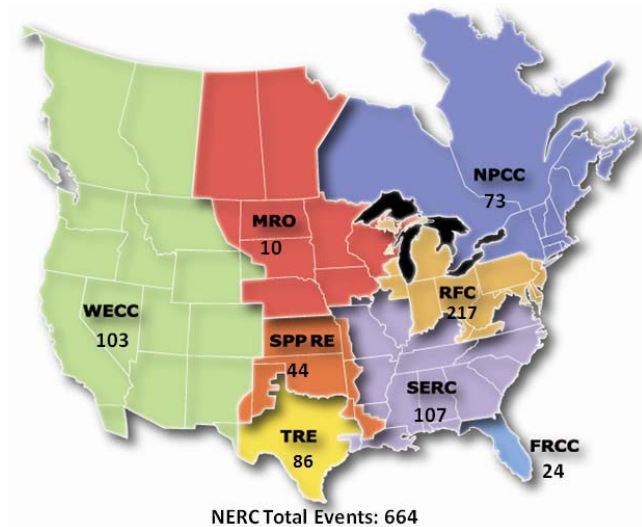 NPCC
73
MRO
10
RFC
217
WECC
103
SPP RE
44
SERC
107
TRE
86
FRCC
24
NERC Total Events: 664